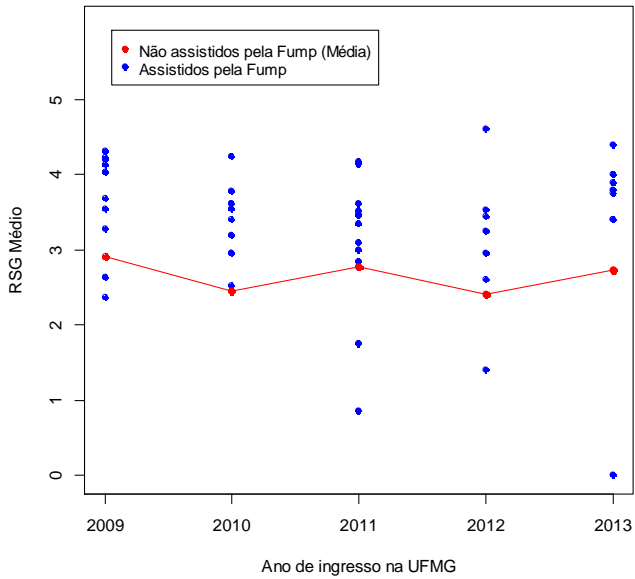 Não assistidos pela Fump (Média)
Assistidos pela Fump
RSG Médio
5
4
3
2
1
0
2009 2010 2011 2012 2013
Ano de ingresso na UFMG